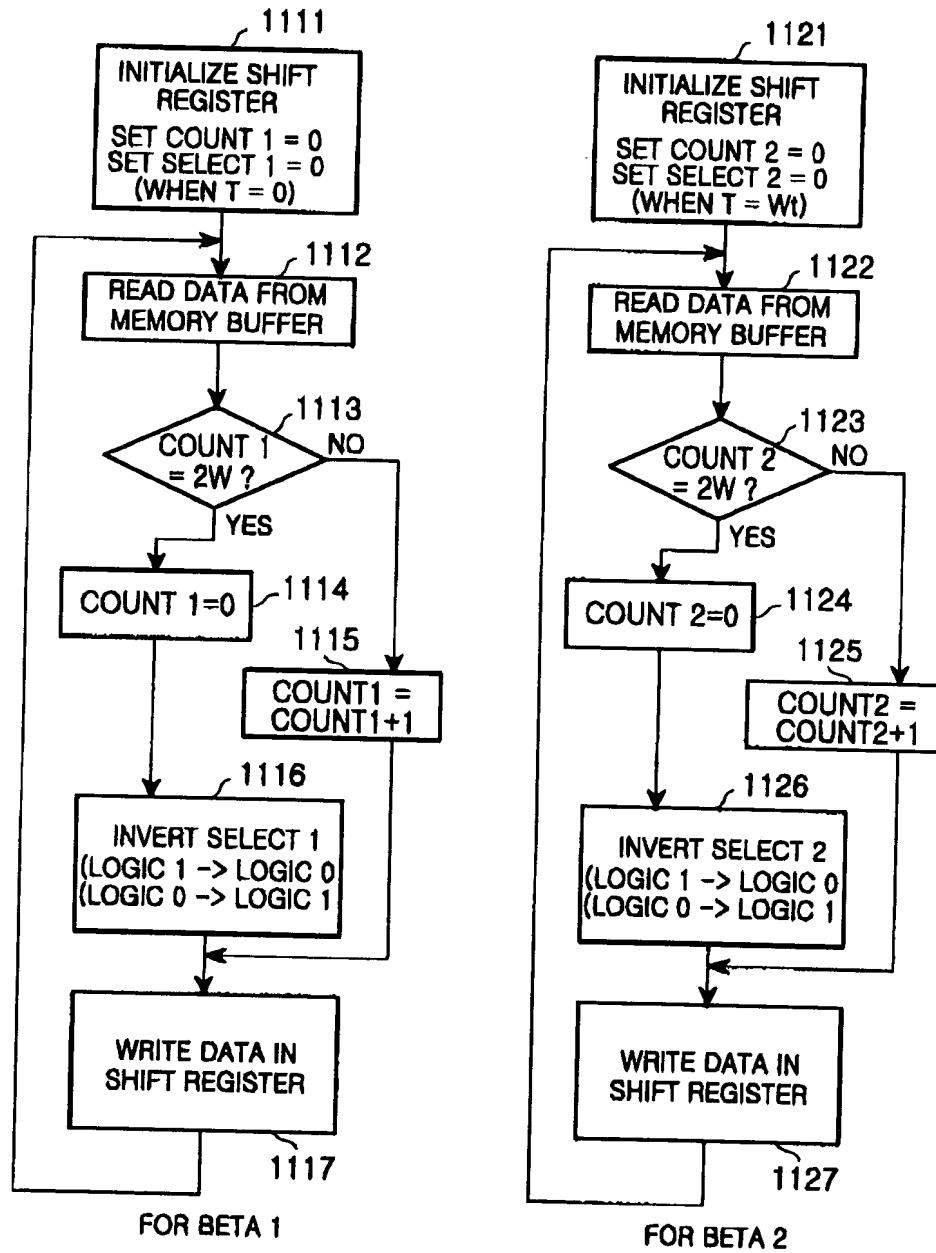 1111
INITIALIZE SHIFT
REGISTER
SET COUNT 1 = 0
SET SELECT 1 = 0
(WHEN T = 0)
1112
READ DATA FROM
MEMORY BUFFER
1113
COUNT 1
= 2W ?
NO
YES
COUNT 1=0
1114
1115
COUNT1 =
COUNT1+1
1116
INVERT SELECT 1
(LOGIC 1 -> LOGIC 0
(LOGIC 0 -> LOGIC 1
WRITE DATA IN
SHIFT REGISTER
1117
FOR BETA 1
1121
INITIALIZE SHIFT
REGISTER
SET COUNT 2 = 0
SET SELECT 2 = 0
(WHEN T = Wt)
1122
READ DATA FROM
MEMORY BUFFER
1123
COUNT 2
= 2W ?
NO
YES
COUNT 2=0
1124
1125
COUNT2 =
COUNT2+1
1126
INVERT SELECT 2
(LOGIC 1 -> LOGIC 0
(LOGIC 0 -> LOGIC 1
WRITE DATA IN
SHIFT REGISTER
1127
FOR BETA 2